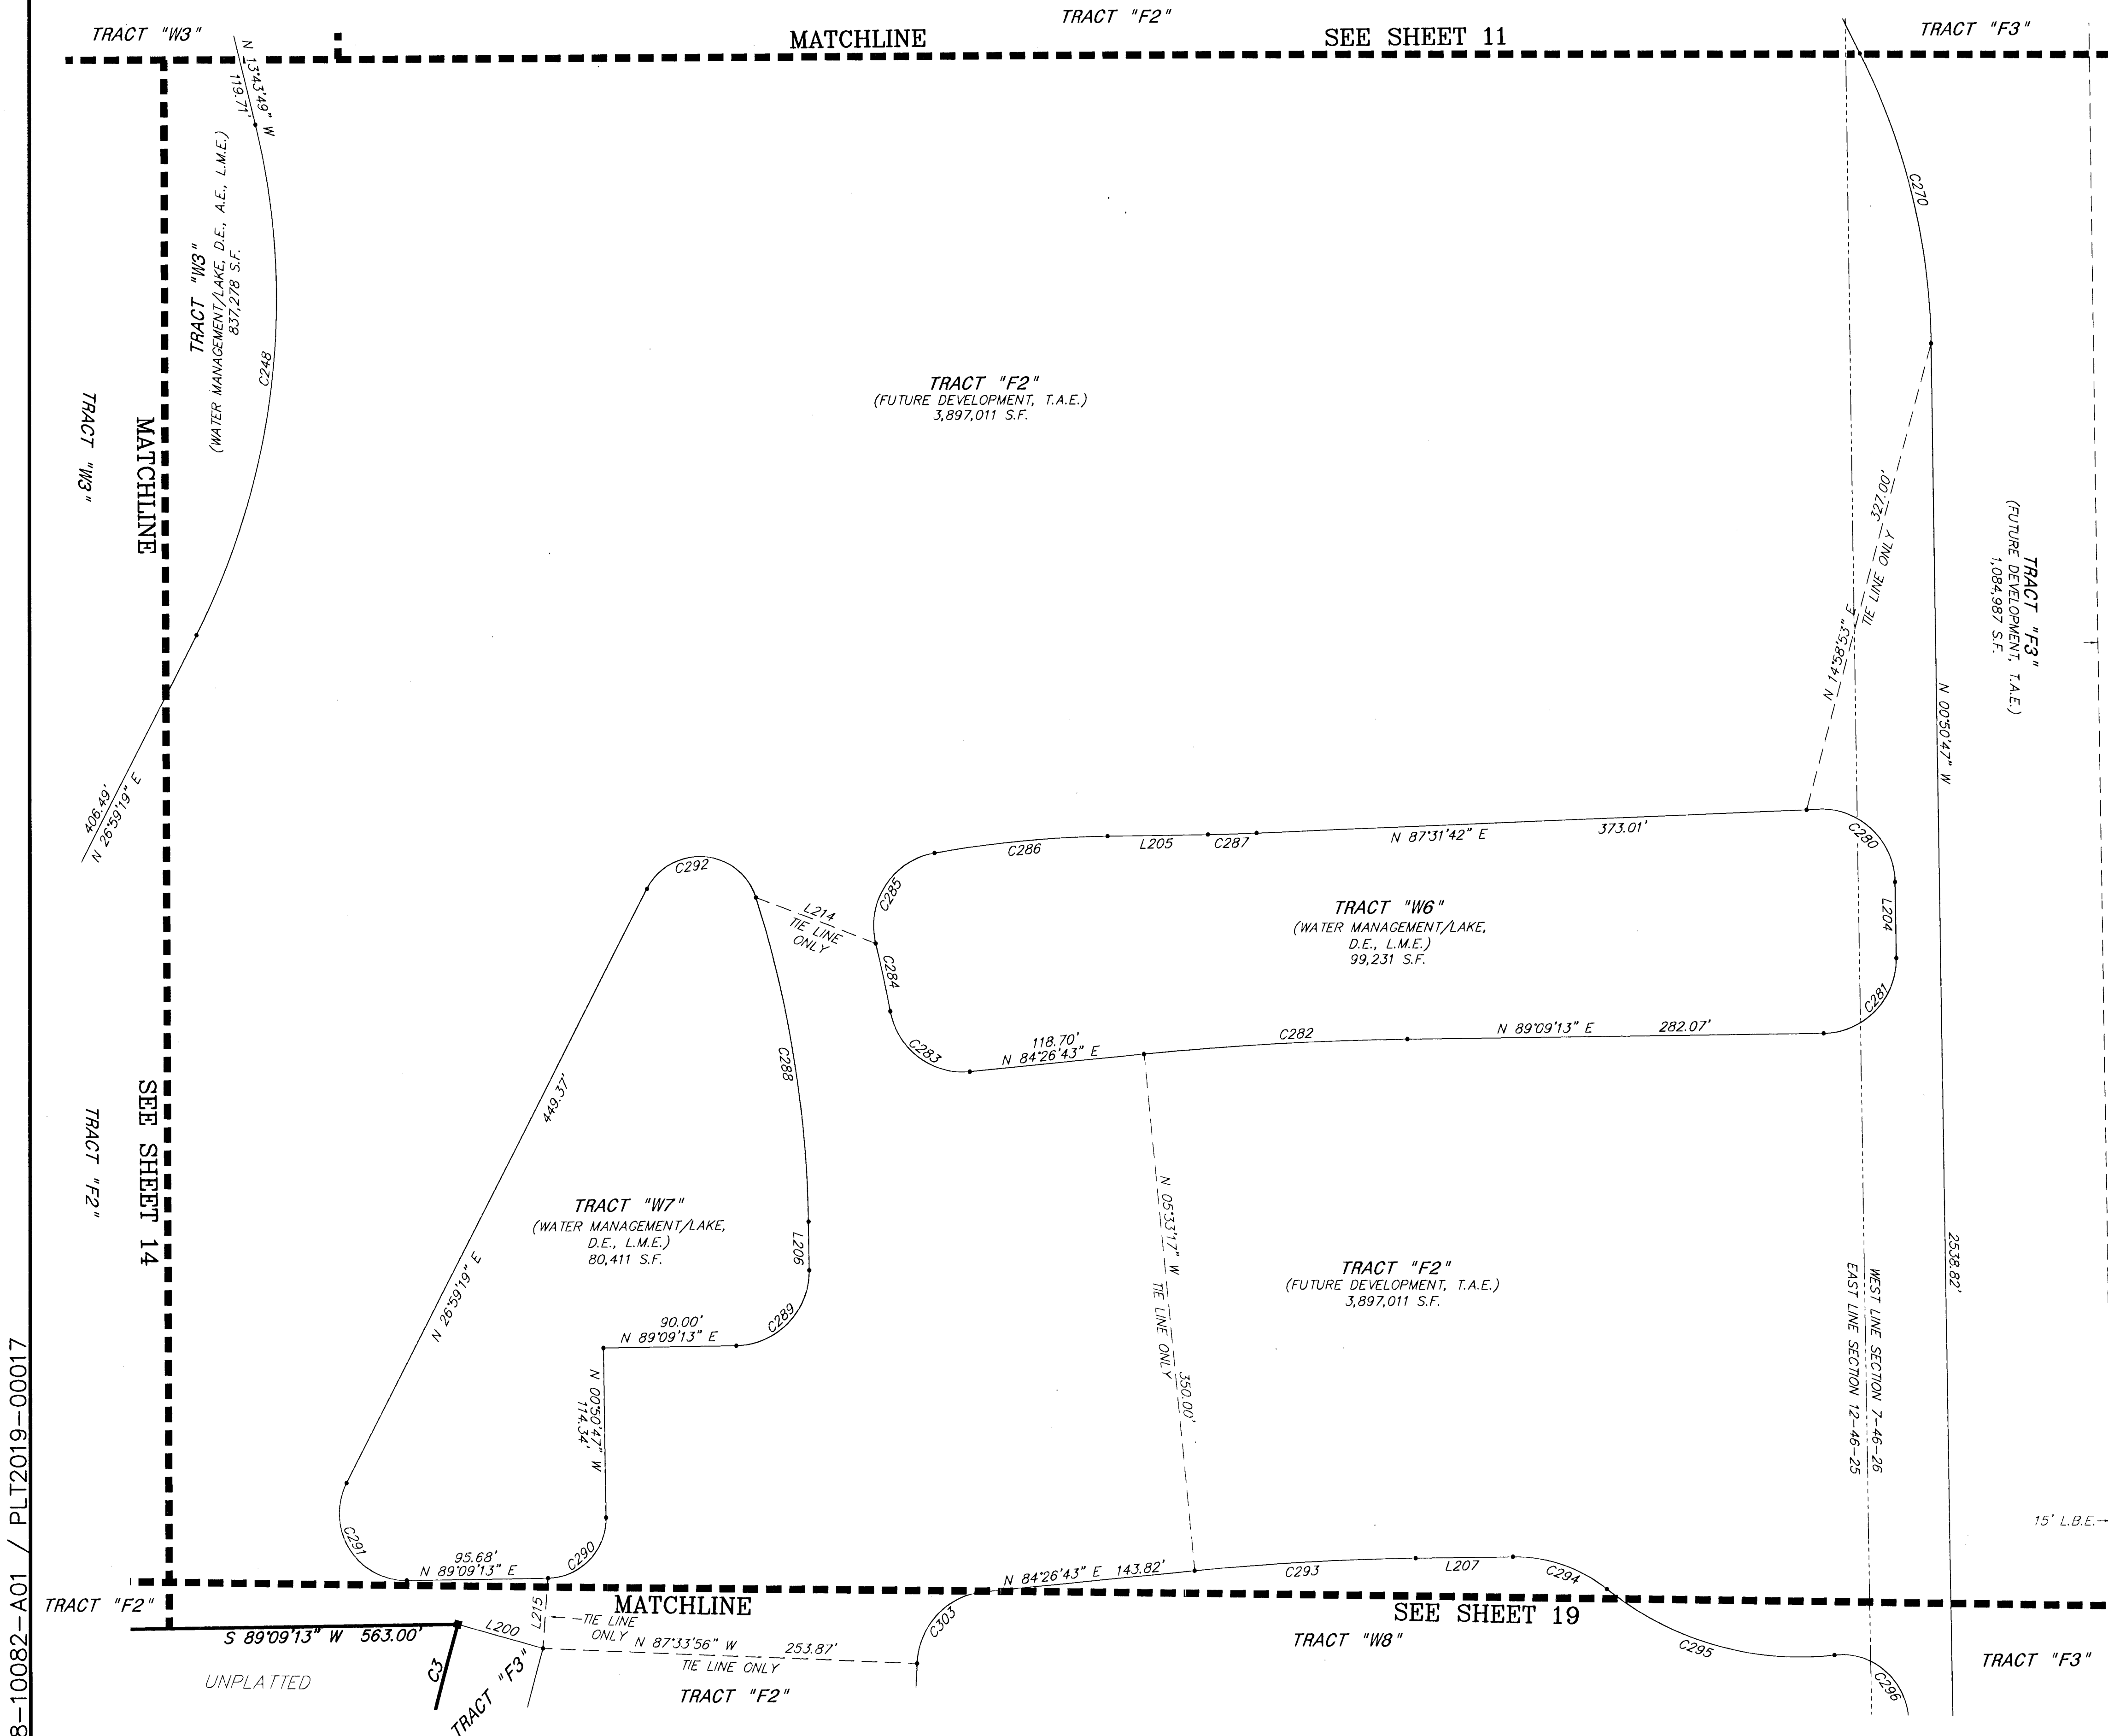 TRACT "W3"
TRACT "F2"
TRACT "F3"
MATCHLINE
SEE SHEET 11
N 13°43'49" W
119.71'
TRACT "W3"
(WATER MANAGEMENT/LAKE, D.E., A.E., L.M.E.)
837,278 S.F.
C248
TRACT "W3"
MATCHLINE
406.49'
N 26°59'19" E
C270
TRACT "F2"
(FUTURE DEVELOPMENT, T.A.E.)
3,897,011 S.F.
327.00'
N 14°58'53" E
TIE LINE ONLY
TRACT "F3"
(FUTURE DEVELOPMENT, T.A.E.)
1,084,987 S.F.
N 00°50'47" W
2538.82'
C292
L214
TIE LINE
ONLY
C285
C286
L205
C287
N 87°31'42" E
373.01'
C280
L204
C281
TRACT "W6"
(WATER MANAGEMENT/LAKE,
D.E., L.M.E.)
99,231 S.F.
C284
C283
118.70'
N 84°26'43" E
C282
N 89°09'13" E
282.07'
C288
449.37'
N 26°59'19" E
TRACT "F2"
SEE SHEET 14
TRACT "W7"
(WATER MANAGEMENT/LAKE,
D.E., L.M.E.)
80,411 S.F.
L206
C289
90.00'
N 89°09'13" E
N 00°50'47" W
114.34'
N 05°33'17" W
TIE LINE ONLY
350.00'
TRACT "F2"
(FUTURE DEVELOPMENT, T.A.E.)
3,897,011 S.F.
WEST LINE SECTION 7-46-26
EAST LINE SECTION 12-46-25
15' L.B.E.
C291
95.68'
N 89°09'13" E
C290
N 84°26'43" E
143.82'
C293
L207
C294
TRACT "F2"
MATCHLINE
SEE SHEET 19
S 89°09'13" W
563.00'
L200
L215
TIE LINE
ONLY
N 87°33'56" W
253.87'
TIE LINE ONLY
C303
TRACT "W8"
C295
C296
TRACT "F3"
UNPLATTED
C3
TRACT "F3"
TRACT "F2"
8-10082-A01 / PLT2019-00017